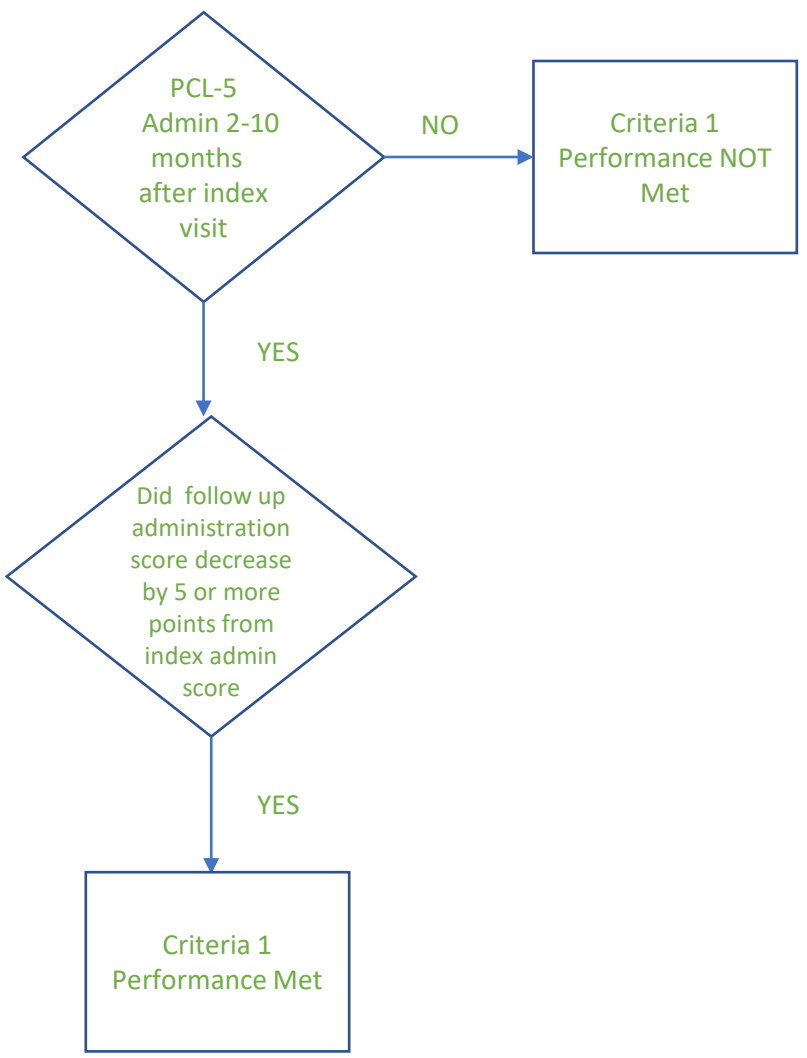 PCL-5
Admin 2-10
months
after index
visit
NO
Criteria 1
Performance NOT
Met
YES
Did  follow up
administration
score decrease
by 5 or more
points from
index admin
score
YES
Criteria 1
Performance Met